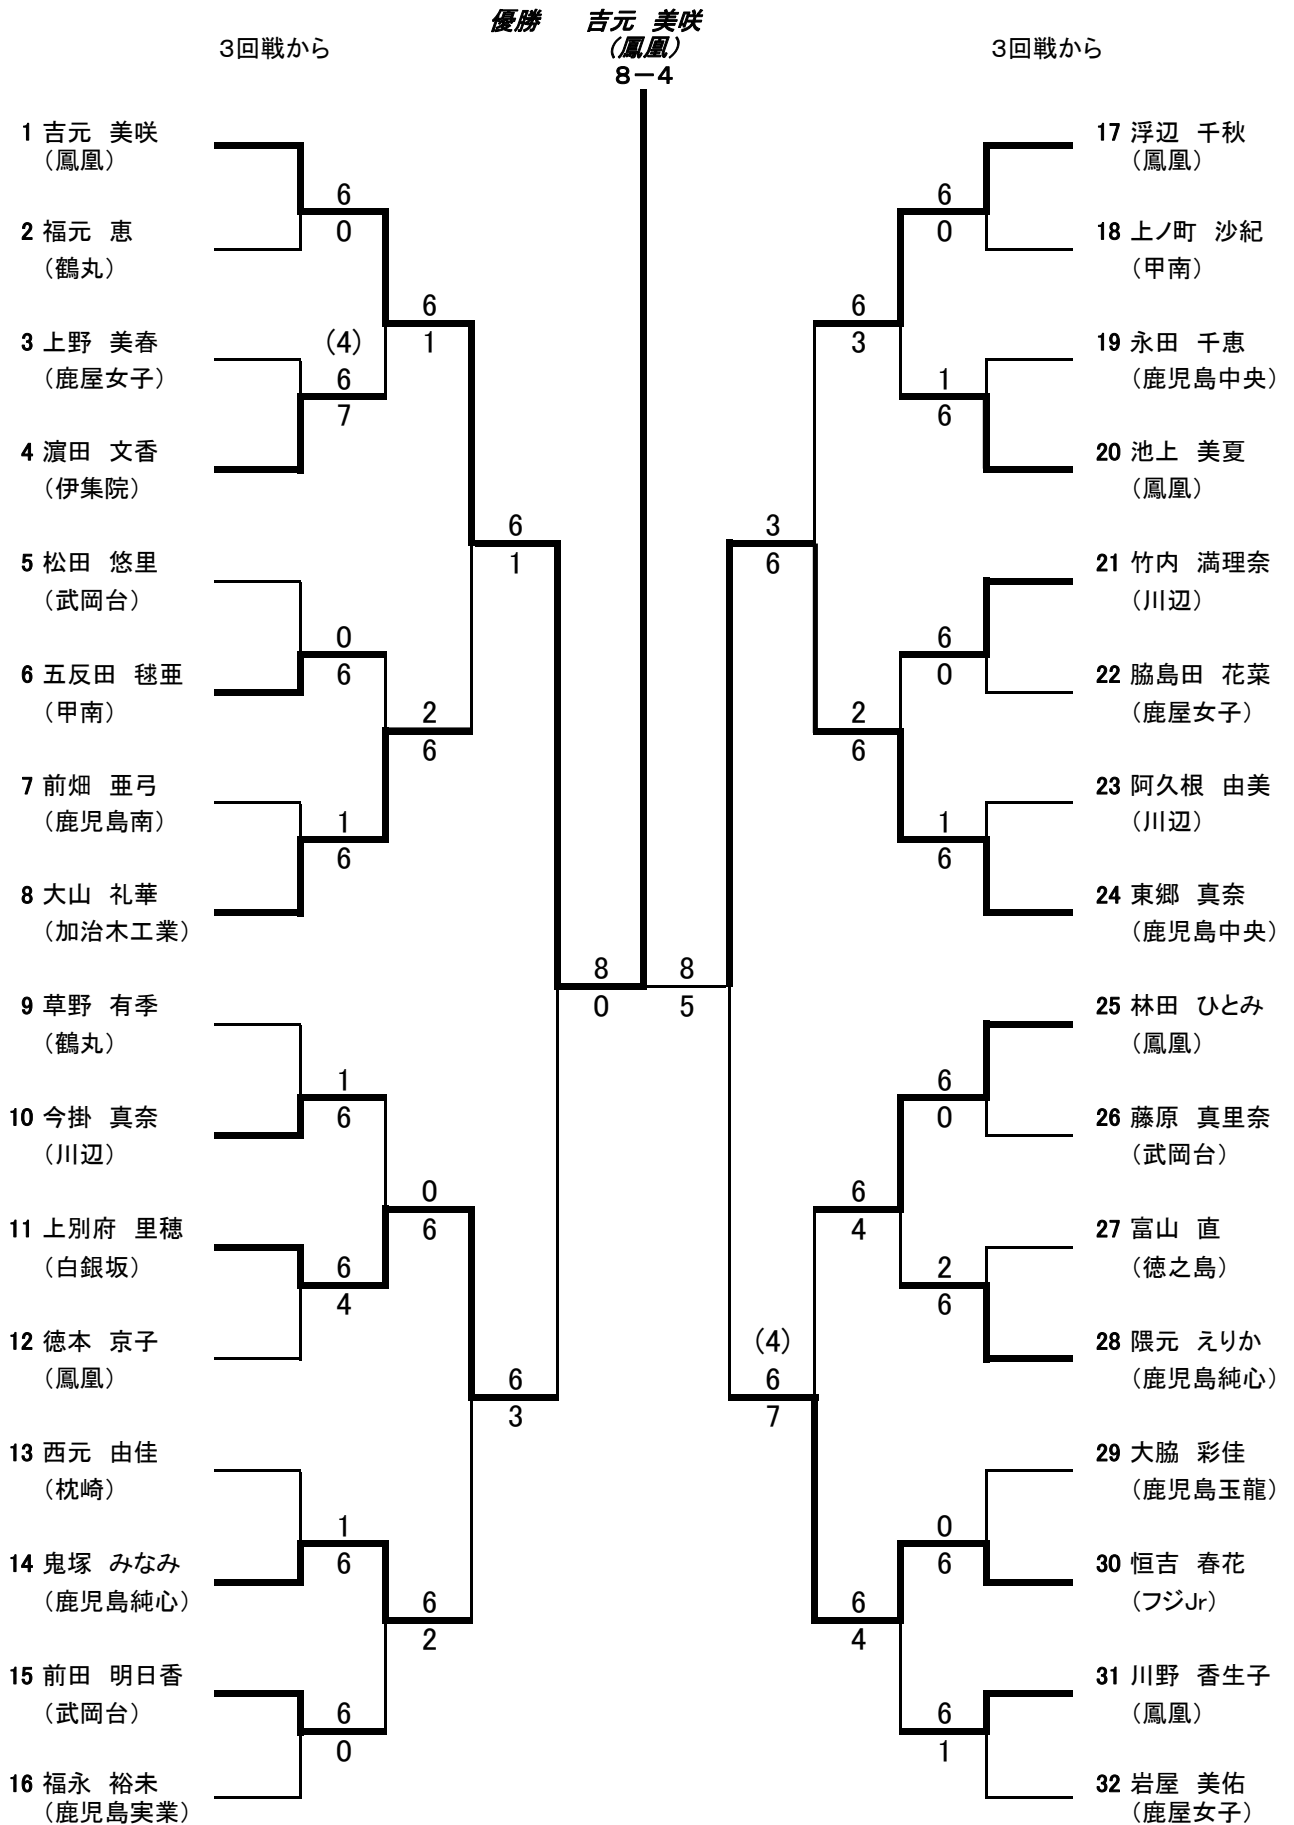 優勝　吉元　美咲
（鳳凰）
８－４
３回戦から
３回戦から
1 吉元　美咲
（鳳凰）
2 福元　恵
（鶴丸）
3 上野　美春
（鹿屋女子）
4 濵田　文香
（伊集院）
5 松田　悠里
（武岡台）
6 五反田　毬亜
（甲南）
7 前畑　亜弓
（鹿児島南）
8 大山　礼華
（加治木工業）
9 草野　有季
（鶴丸）
10 今掛　真奈
（川辺）
11 上別府　里穂
（白銀坂）
12 徳本　京子
（鳳凰）
13 西元　由佳
（枕崎）
14 鬼塚　みなみ
（鹿児島純心）
15 前田　明日香
（武岡台）
16 福永　裕未
（鹿児島実業）
6
0
(4)
6
7
0
6
1
6
1
6
6
4
1
6
6
0
6
1
2
6
0
6
6
2
6
1
6
3
8
0
8
5
3
6
(4)
6
7
6
3
2
6
6
4
6
4
6
0
1
6
6
0
1
6
6
0
2
6
0
6
6
1
17 浮辺　千秋
（鳳凰）
18 上ノ町　沙紀
（甲南）
19 永田　千恵
（鹿児島中央）
20 池上　美夏
（鳳凰）
21 竹内　満理奈
（川辺）
22 脇島田　花菜
（鹿屋女子）
23 阿久根　由美
（川辺）
24 東郷　真奈
（鹿児島中央）
25 林田　ひとみ
（鳳凰）
26 藤原　真里奈
（武岡台）
27 富山　直
（徳之島）
28 隈元　えりか
（鹿児島純心）
29 大脇　彩佳
（鹿児島玉龍）
30 恒吉　春花
（フジJr）
31 川野　香生子
（鳳凰）
32 岩屋　美佑
（鹿屋女子）